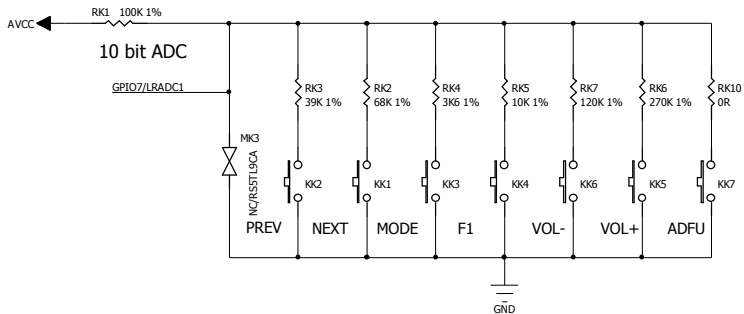 RK1 100K 1%
AVCC
10 bit ADC
GPIO7/LRADC1
RK3
39K 1%
RK2
68K 1%
RK4
3K6 1%
RK5
10K 1%
RK7
120K 1%
RK6
270K 1%
RK10
0R
MK3
NC/RS5TL9CA
KK2
KK1
KK3
KK4
KK6
KK5
KK7
PREV
NEXT
MODE
F1
VOL-
VOL+
ADFU
GND